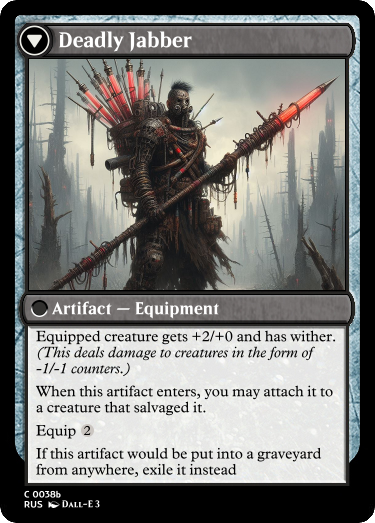 Deadly Jabber
Artifact — Equipment
Equipped creature gets +2/+0 and has wither.
(This deals damage to creatures in the form of
-1/-1 counters.)
When this artifact enters, you may attach it to
a creature that salvaged it.
Equip 2
If this artifact would be put into a graveyard
from anywhere, exile it instead
C 0038b
RUS DALL-E 3